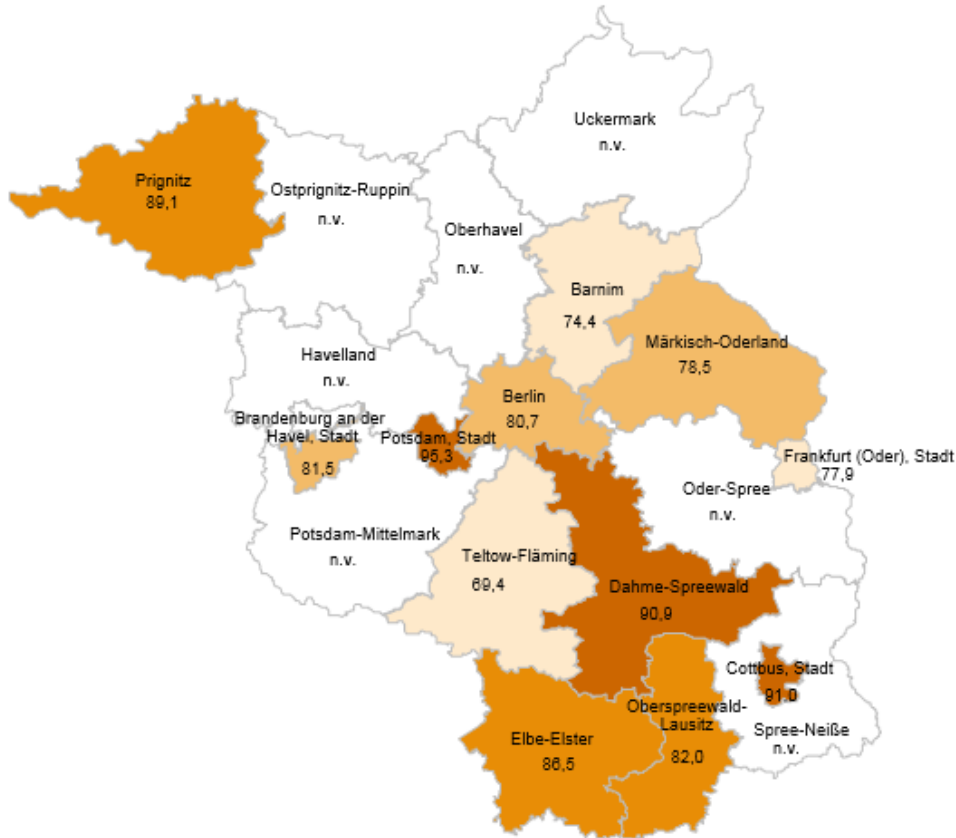 Uckermark
n.v.
Prignitz
89,1
Ostprignitz-Ruppin
n.v.
Oberhavel
n.v.
Barnim
74,4
Märkisch-Oderland
78,5
Havelland
n.v.
Berlin
80,7
Brandenburg an der
Havel, Stadt
81,5
Potsdam, Stadt
95,3
Frankfurt (Oder), Stadt
77,9
Oder-Spree
n.v.
Potsdam-Mittelmark
n.v.
Teltow-Fläming
69,4
Dahme-Spreewald
90,9
Cottbus, Stadt
91,0
Oberspreewald-
Lausitz
82,0
Spree-Neiße
n.v.
Elbe-Elster
86,5